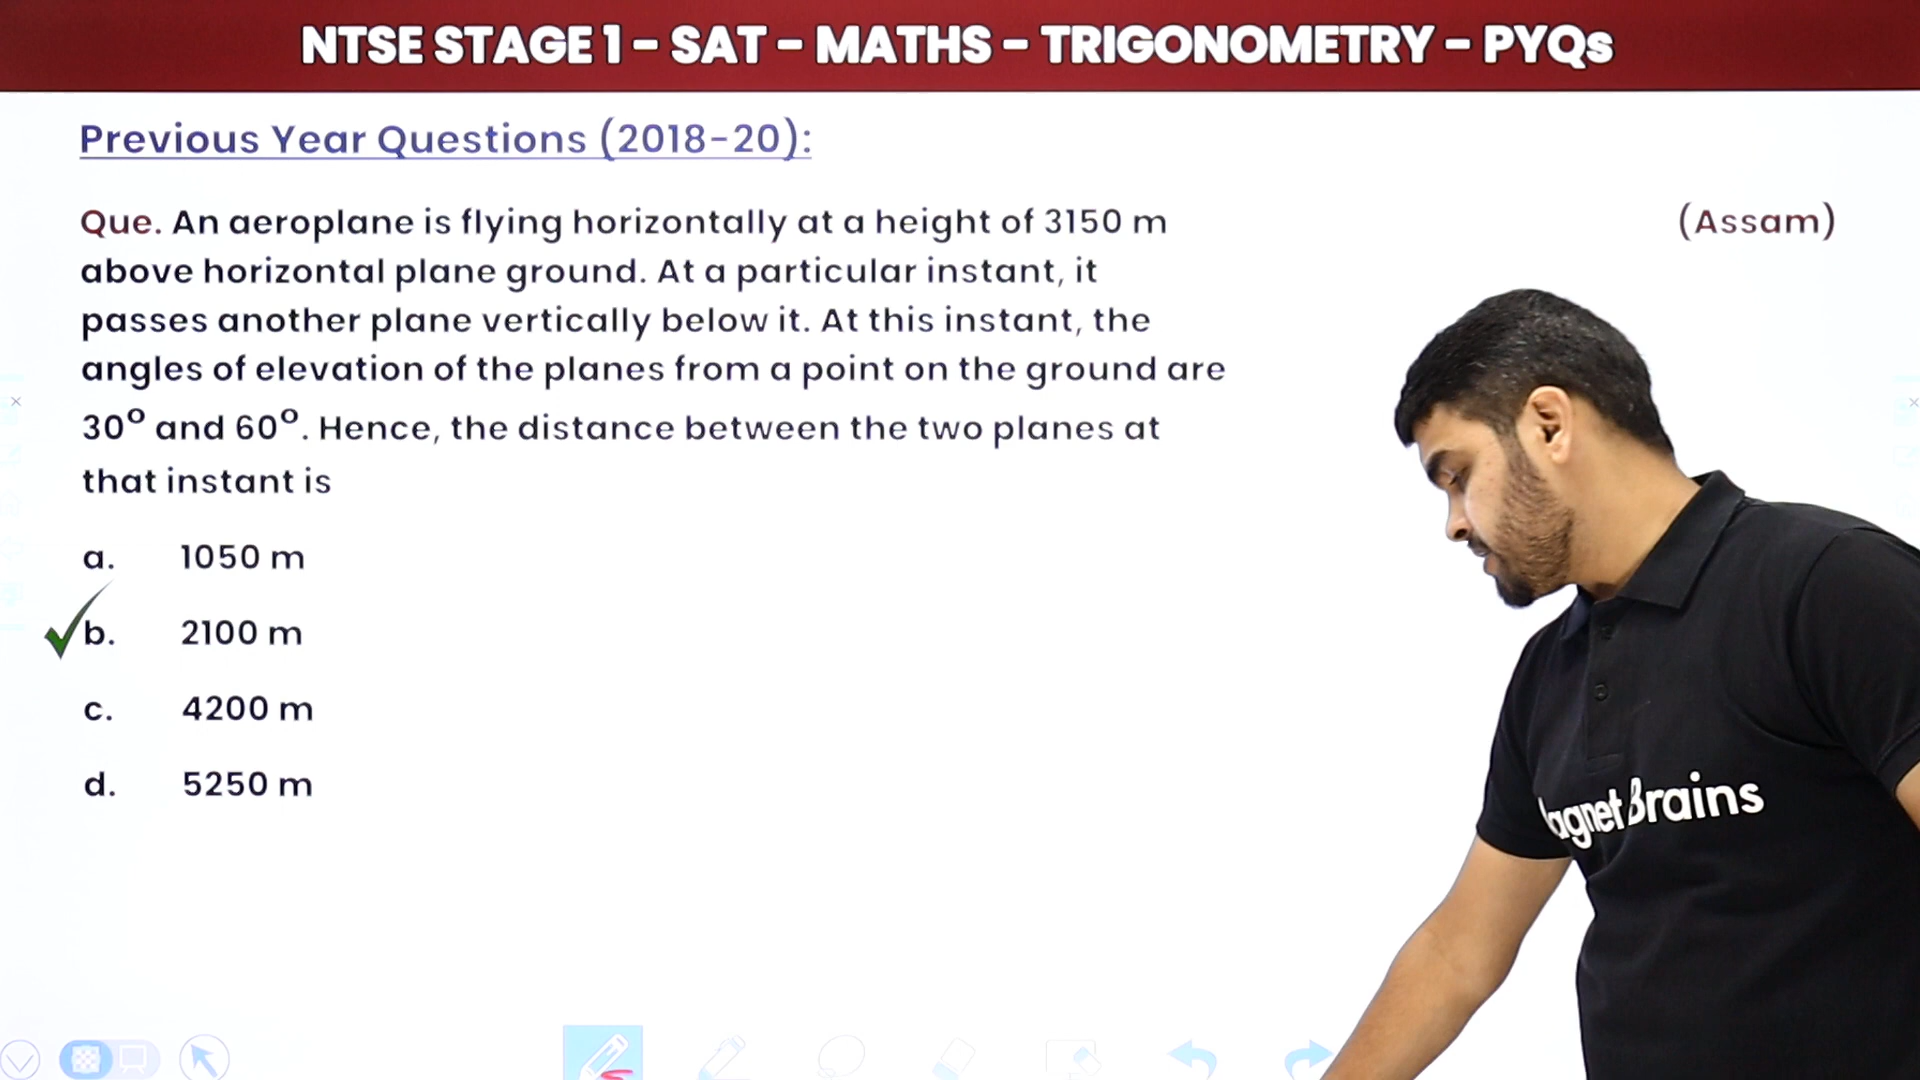 NTSE STAGE 1 – SAT – MATHS – TRIGONOMETRY – PYQs
Previous Year Questions (2018-20):
Que. An aeroplane is flying horizontally at a height of 3150 m
(Assam)
above horizontal plane ground. At a particular instant, it
passes another plane vertically below it. At this instant, the
angles of elevation of the planes from a point on the ground are
30° and 60°. Hence, the distance between the two planes at
that instant is
a. 1050 m
b. 2100 m
c. 4200 m
d. 5250 m
agnet Brains